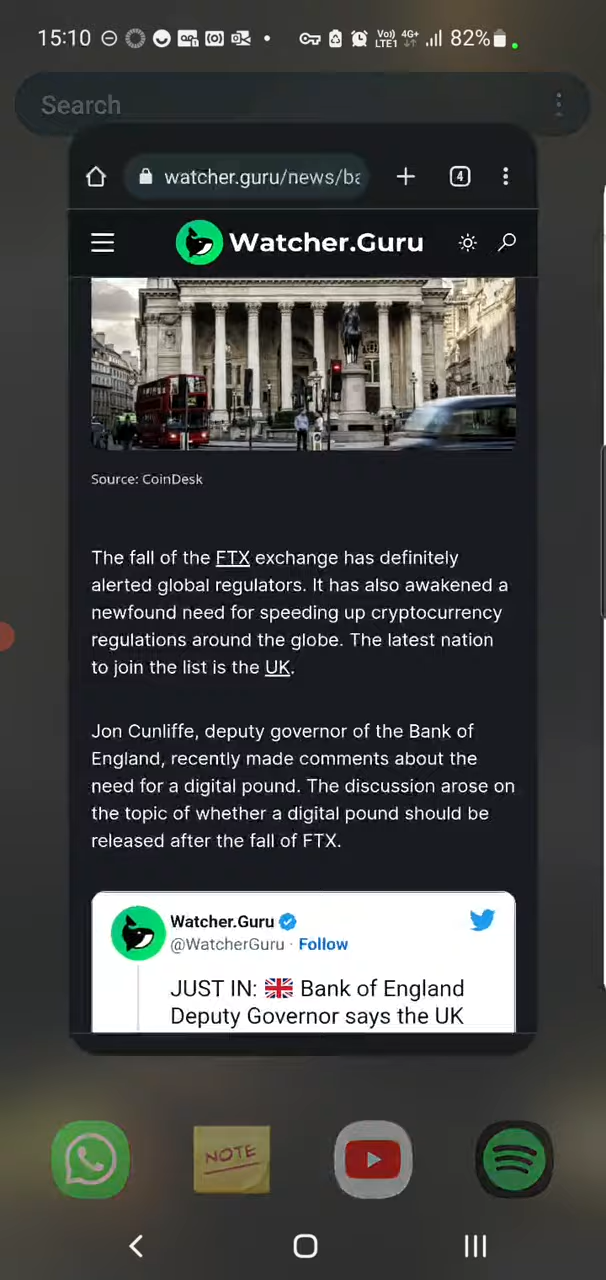 15:10 Vo)) LTE1 4G+ 82%
Search
watcher.guru/news/ba
4
Watcher.Guru
Source: CoinDesk
The fall of the FTX exchange has definitely
alerted global regulators. It has also awakened a
newfound need for speeding up cryptocurrency
regulations around the globe. The latest nation
to join the list is the UK.
Jon Cunliffe, deputy governor of the Bank of
England, recently made comments about the
need for a digital pound. The discussion arose on
the topic of whether a digital pound should be
released after the fall of FTX.
Watcher.Guru
@WatcherGuru · Follow
JUST IN: 🇬🇧 Bank of England
Deputy Governor says the UK
NOTE